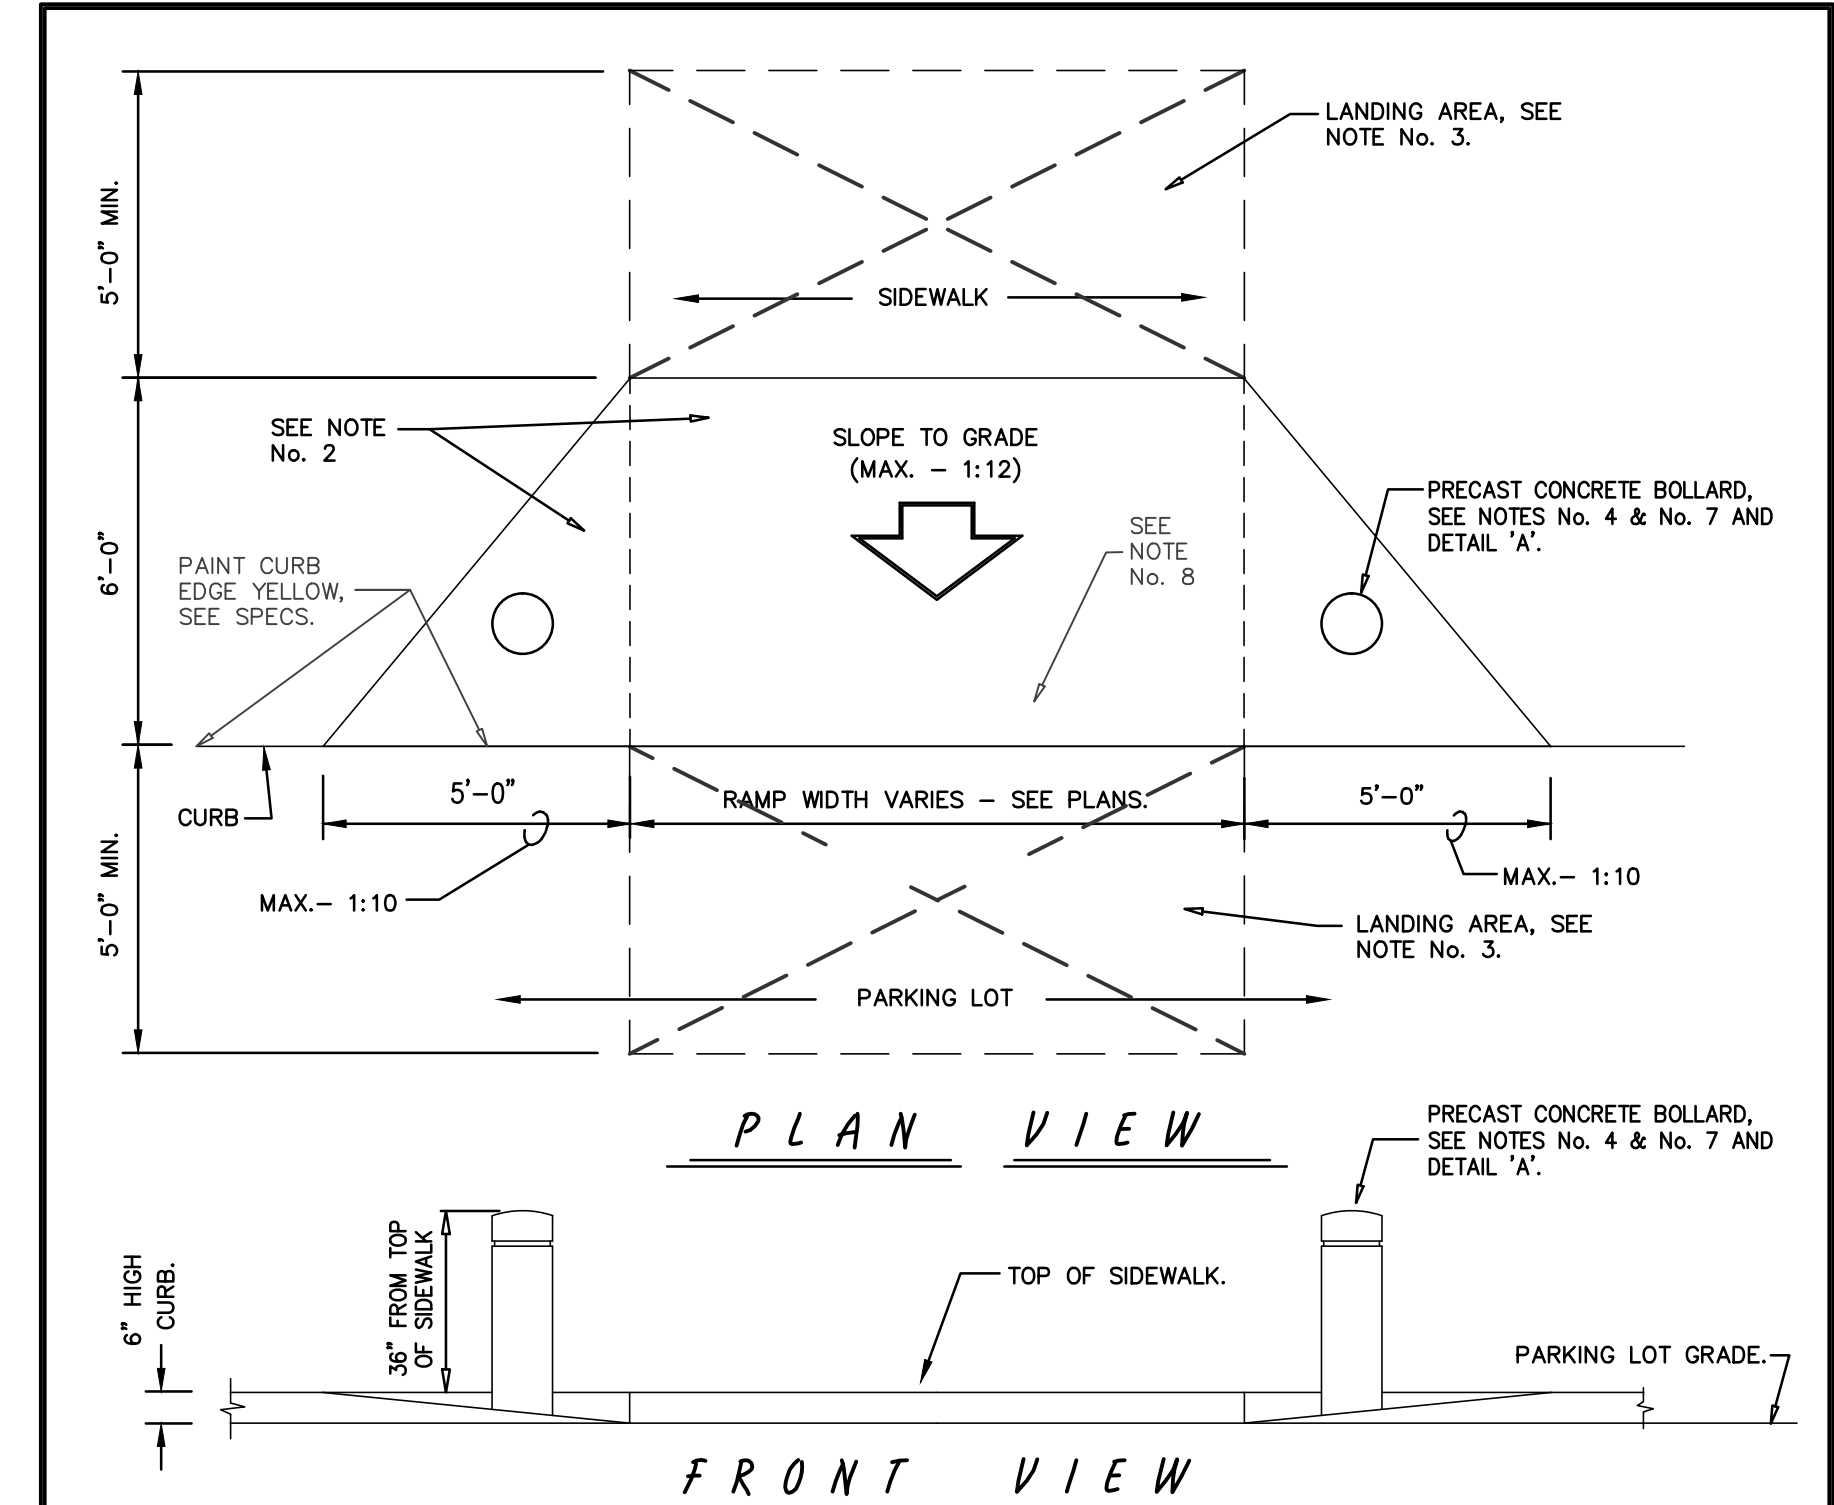 LANDING AREA, SEE
NOTE No. 3.
5'-0" MIN.
SIDEWALK
SEE NOTE
No. 2
SLOPE TO GRADE
(MAX. - 1:12)
PRECAST CONCRETE BOLLARD,
SEE NOTES No. 4 & No. 7 AND
DETAIL 'A'.
SEE
NOTE
No. 8
6'-0"
PAINT CURB
EDGE YELLOW,
SEE SPECS.
CURB
5'-0"
RAMP WIDTH VARIES - SEE PLANS.
5'-0"
5'-0" MIN.
MAX.- 1:10
MAX.- 1:10
LANDING AREA, SEE
NOTE No. 3.
PARKING LOT
PLAN VIEW
PRECAST CONCRETE BOLLARD,
SEE NOTES No. 4 & No. 7 AND
DETAIL 'A'.
6" HIGH
CURB.
36" FROM TOP
OF SIDEWALK
TOP OF SIDEWALK.
PARKING LOT GRADE.
FRONT VIEW